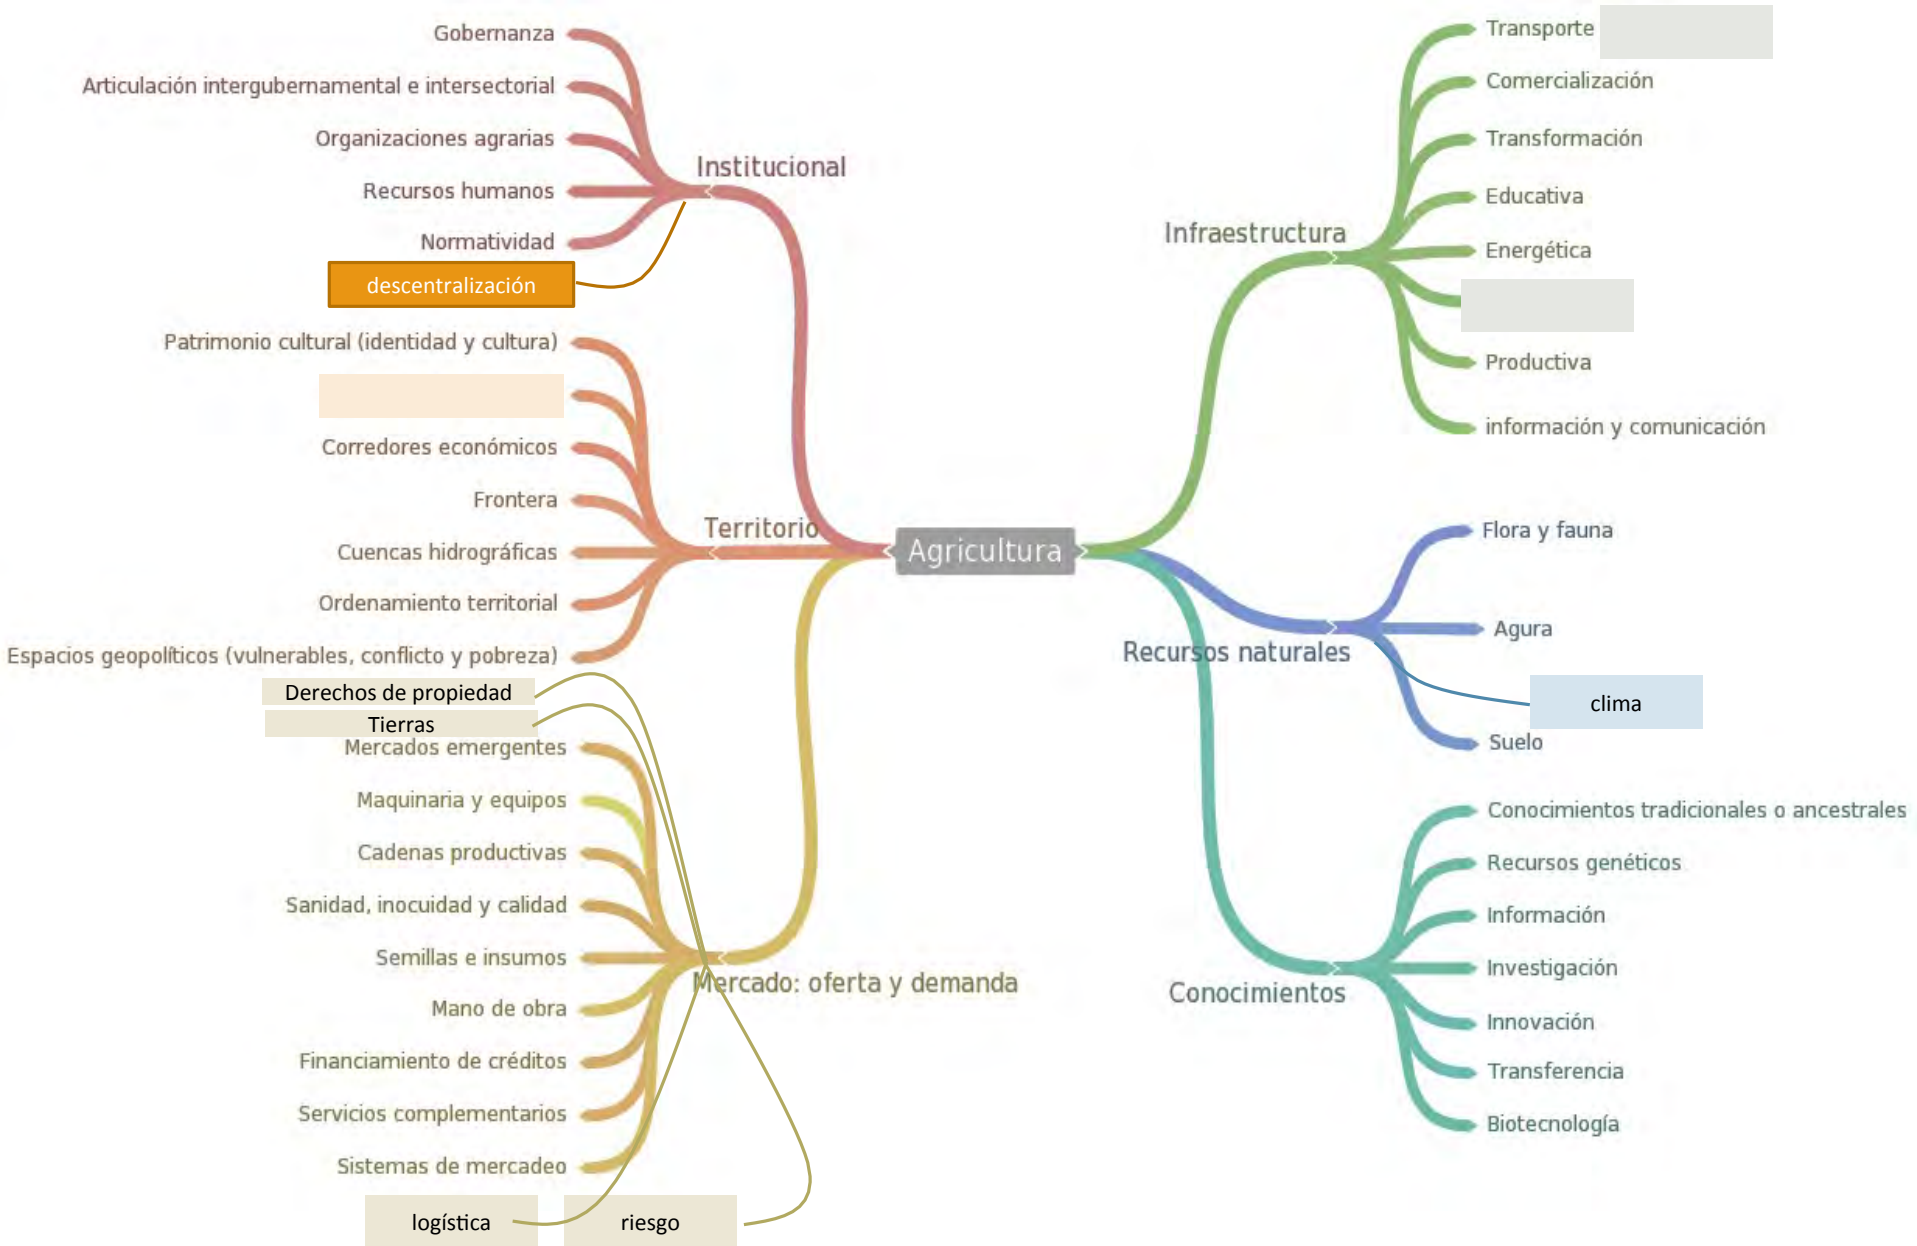 Gobernanza
Articulación intergubernamental e intersectorial
Organizaciones agrarias
Recursos humanos
Normatividad
descentralización
Institucional
Patrimonio cultural (identidad y cultura)
Corredores económicos
Frontera
Cuencas hidrográficas
Ordenamiento territorial
Espacios geopolíticos (vulnerables, conflicto y pobreza)
Territorio
Derechos de propiedad
Tierras
Mercados emergentes
Maquinaria y equipos
Cadenas productivas
Sanidad, inocuidad y calidad
Semillas e insumos
Mano de obra
Financiamiento de créditos
Servicios complementarios
Sistemas de mercadeo
logística
riesgo
Mercado: oferta y demanda
Agricultura
Infraestructura
Transporte
Comercialización
Transformación
Educativa
Energética
Productiva
información y comunicación
Recursos naturales
Flora y fauna
Agura
clima
Suelo
Conocimientos
Conocimientos tradicionales o ancestrales
Recursos genéticos
Información
Investigación
Innovación
Transferencia
Biotecnología